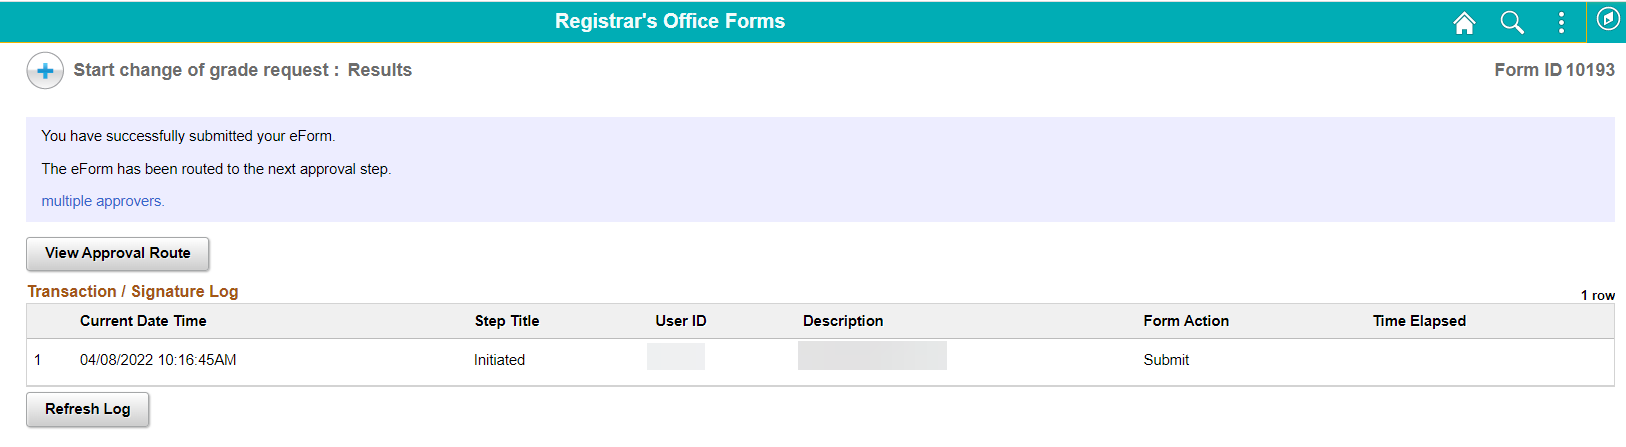 Registrar's Office Forms
Start change of grade request : Results
Form ID 10193
You have successfully submitted your eForm.
The eForm has been routed to the next approval step.
multiple approvers.
View Approval Route
Transaction / Signature Log
1 row
Current Date Time Step Title User ID Description Form Action Time Elapsed
1 04/08/2022 10:16:45AM Initiated Submit
Refresh Log